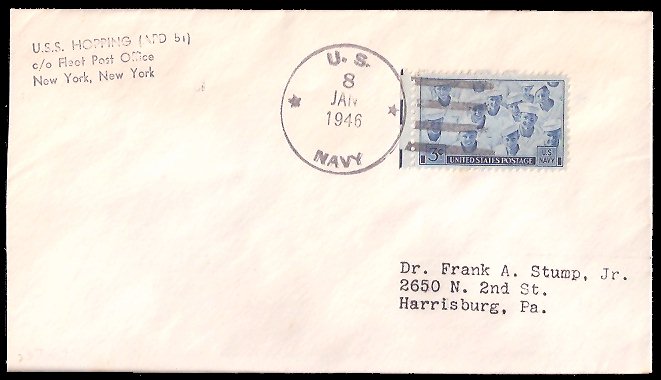 U.S.S. HOPPING (APD 51)
c/o Fleet Post Office
New York, New York
U. S.
8
JAN
1946
NAVY
3¢
UNITED STATES POSTAGE
U.S.
NAVY
Dr. Frank A. Stump, Jr.
2650 N. 2nd St.
Harrisburg, Pa.